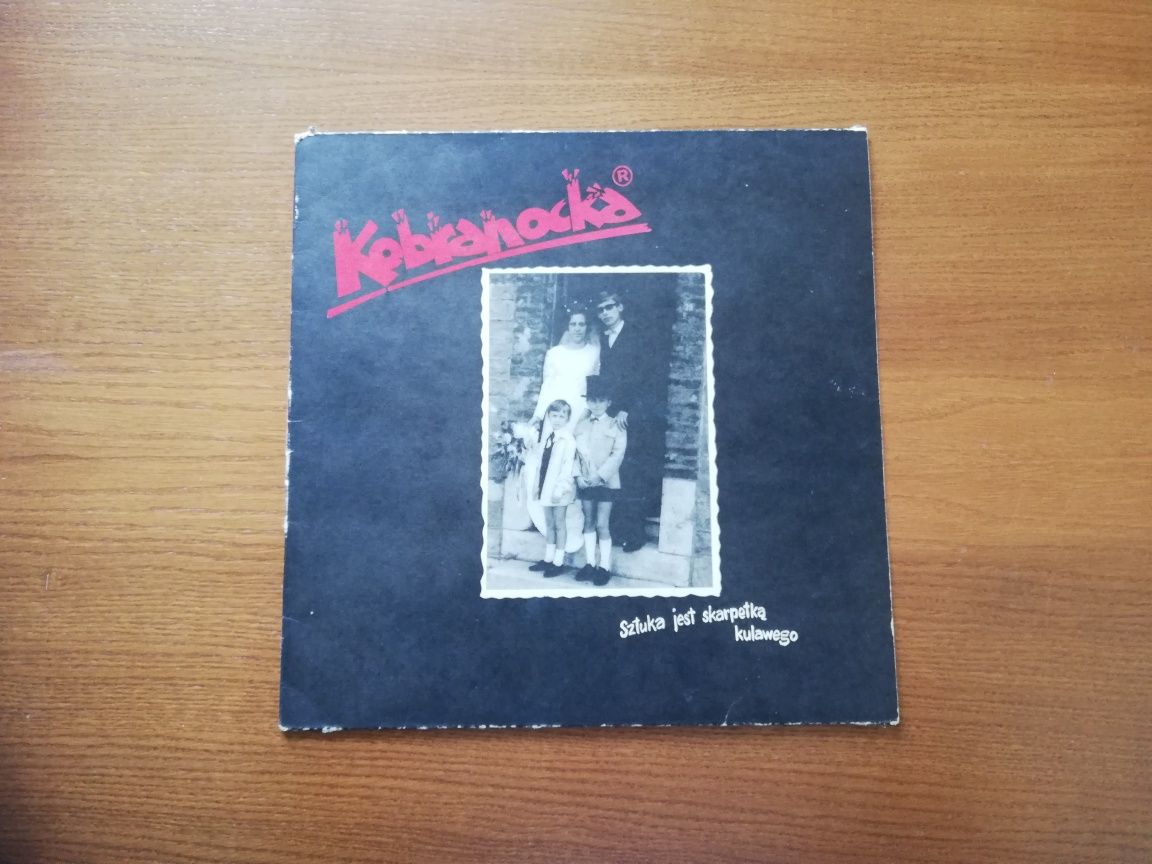 Kobranocka®
Sztuka jest skarpetką
kulawego